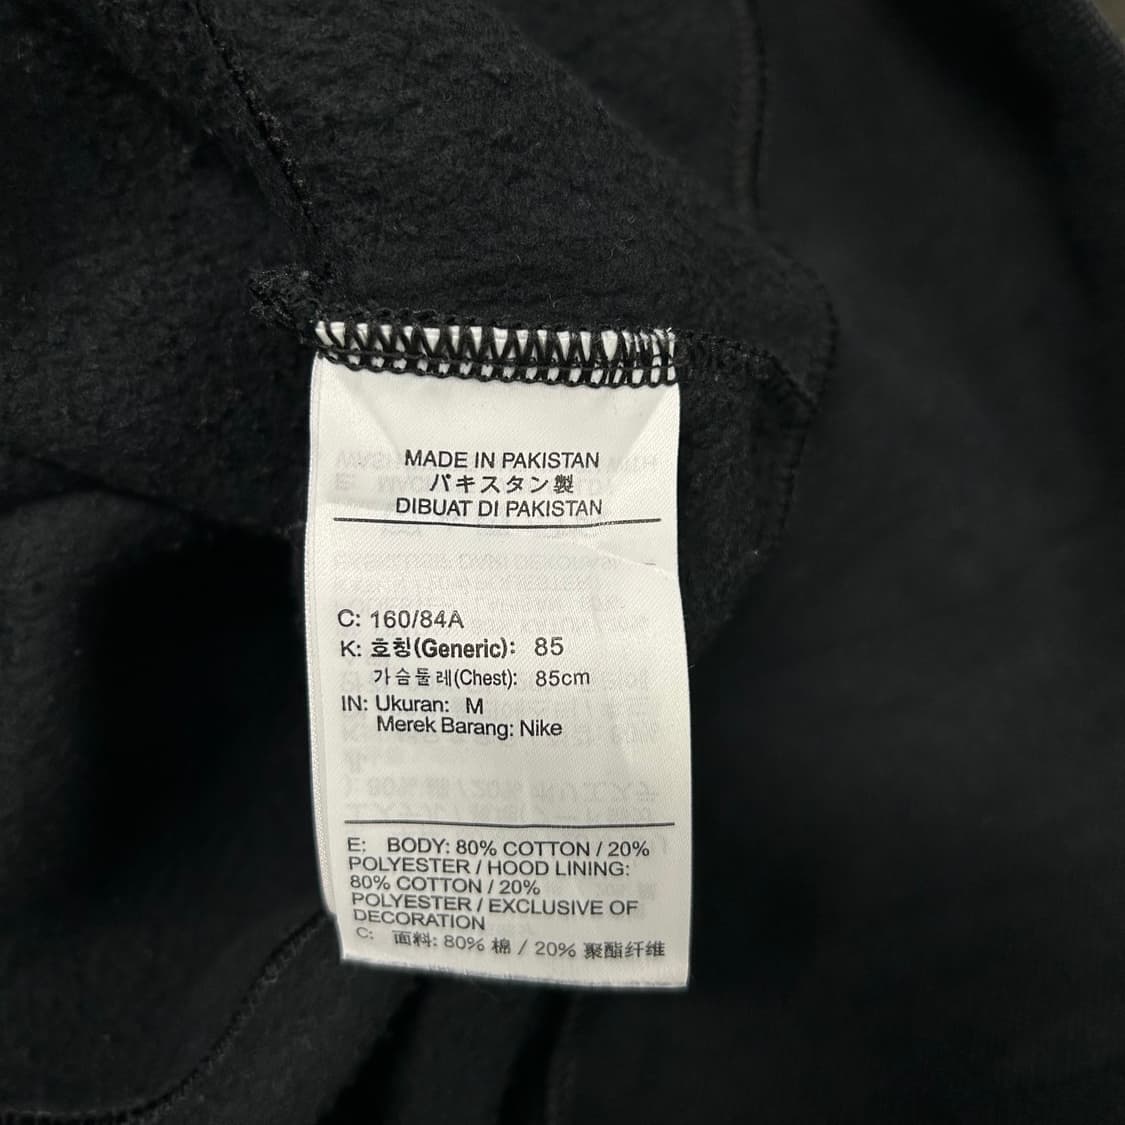 MADE IN PAKISTAN
パキスタン製
DIBUAT DI PAKISTAN
C: 160/84A
K: 호칭(Generic): 85
가슴둘레(Chest): 85cm
IN: Ukuran: M
Merek Barang: Nike
E: BODY: 80% COTTON / 20%
POLYESTER / HOOD LINING:
80% COTTON / 20%
POLYESTER / EXCLUSIVE OF
DECORATION
C: 面料: 80% 棉 / 20% 聚酯纤维